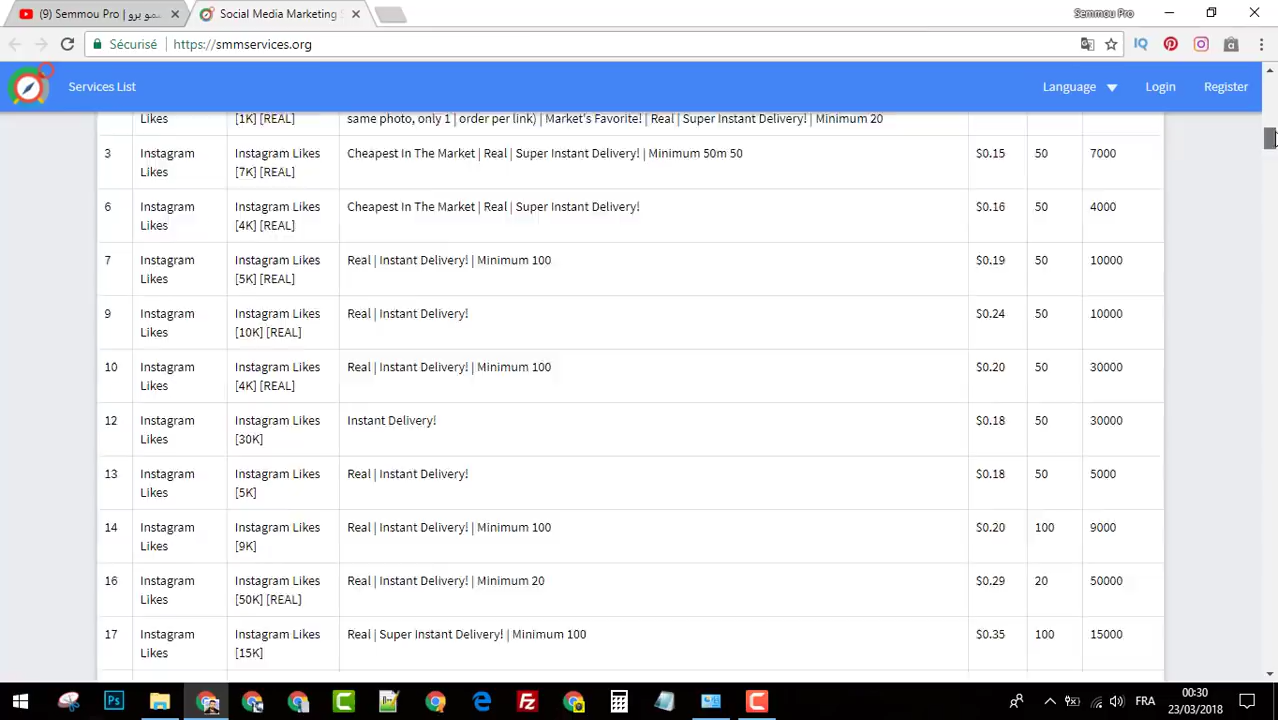 (9) Semmou Pro | سمو برو
Social Media Marketing S
Semmou Pro
Sécurisé
https://smmservices.org
Services List
Language
Login
Register
Likes [1K] [REAL] same photo, only 1 | order per link) | Market's Favorite! | Real | Super Instant Delivery! | Minimum 20
3 Instagram Instagram Likes Cheapest In The Market | Real | Super Instant Delivery! | Minimum 50m 50 $0.15 50 7000
Likes [7K] [REAL]
6 Instagram Instagram Likes Cheapest In The Market | Real | Super Instant Delivery! $0.16 50 4000
Likes [4K] [REAL]
7 Instagram Instagram Likes Real | Instant Delivery! | Minimum 100 $0.19 50 10000
Likes [5K] [REAL]
9 Instagram Instagram Likes Real | Instant Delivery! $0.24 50 10000
Likes [10K] [REAL]
10 Instagram Instagram Likes Real | Instant Delivery! | Minimum 100 $0.20 50 30000
Likes [4K] [REAL]
12 Instagram Instagram Likes Instant Delivery! $0.18 50 30000
Likes [30K]
13 Instagram Instagram Likes Real | Instant Delivery! $0.18 50 5000
Likes [5K]
14 Instagram Instagram Likes Real | Instant Delivery! | Minimum 100 $0.20 100 9000
Likes [9K]
16 Instagram Instagram Likes Real | Instant Delivery! | Minimum 20 $0.29 20 50000
Likes [50K] [REAL]
17 Instagram Instagram Likes Real | Super Instant Delivery! | Minimum 100 $0.35 100 15000
Likes [15K]
FRA
00:30
23/03/2018